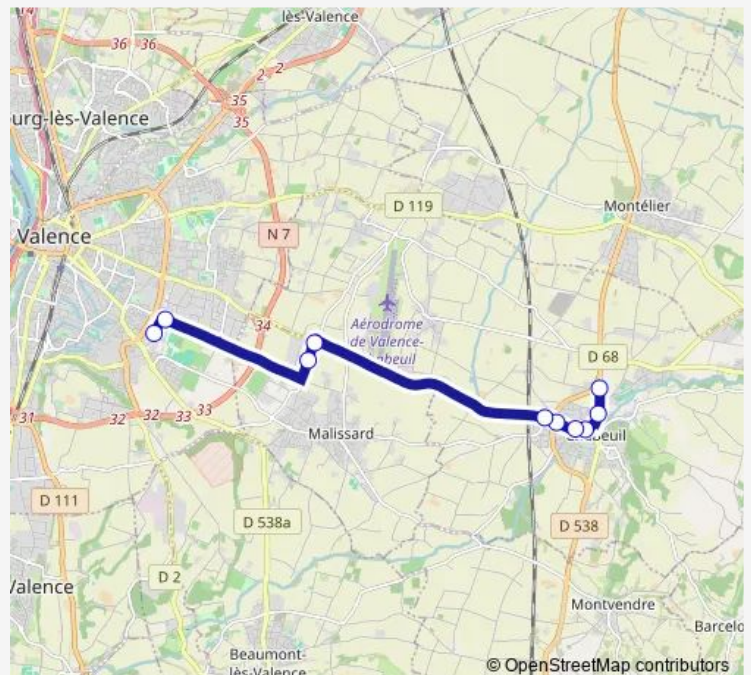 lès-Valence
36
36
2
2
35
35
urg-lès-Valence
D 119
Montélier
N 7
Valence
34
Aérodrome
de Valence-
beuil
D 68
31
32
32
33
33
Malissard
beuil
D 111
D 538a
D 538
D 2
Valence
Montvendre
Barcelo
Beaumont-
lès-Valence
© OpenStreetMap contributors